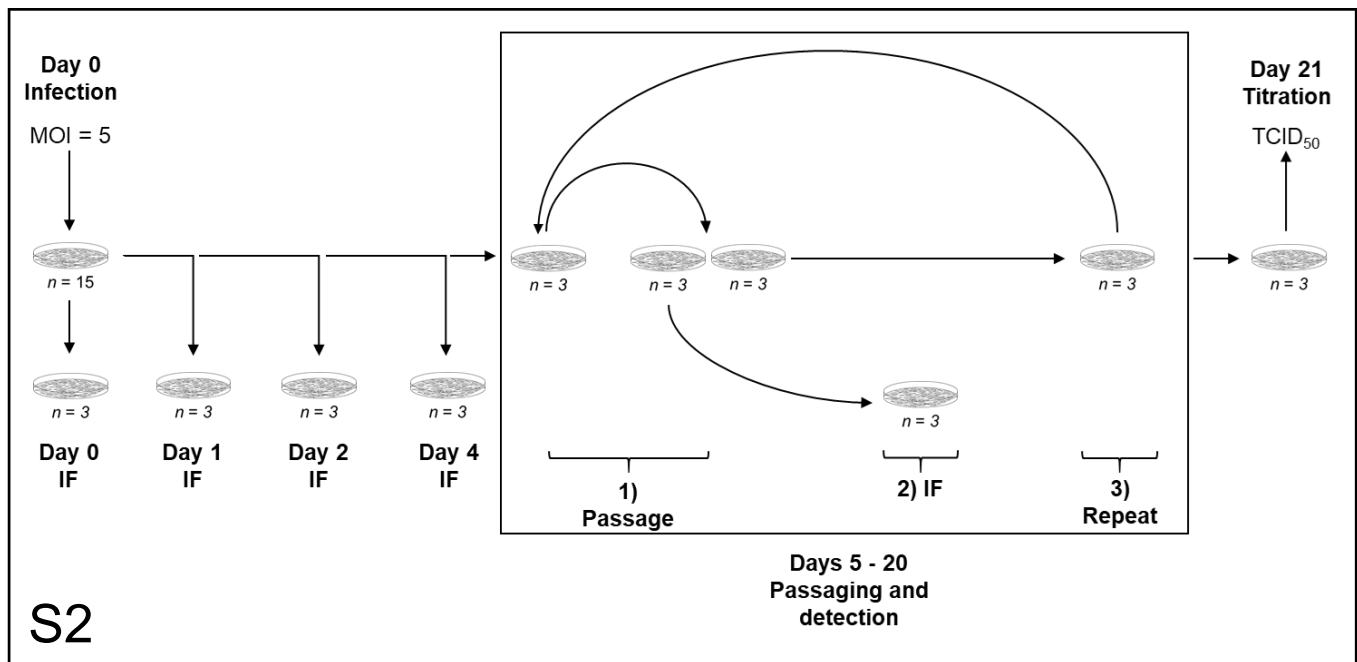 Day 0
Infection
MOI = 5
n = 15
n = 3
Day 0
IF
n = 3
Day 1
IF
n = 3
Day 2
IF
n = 3
Day 4
IF
n = 3
n = 3
n = 3
n = 3
n = 3
1)
Passage
2) IF
3)
Repeat
Days 5 - 20
Passaging and
detection
Day 21
Titration
TCID₅₀
n = 3
S2